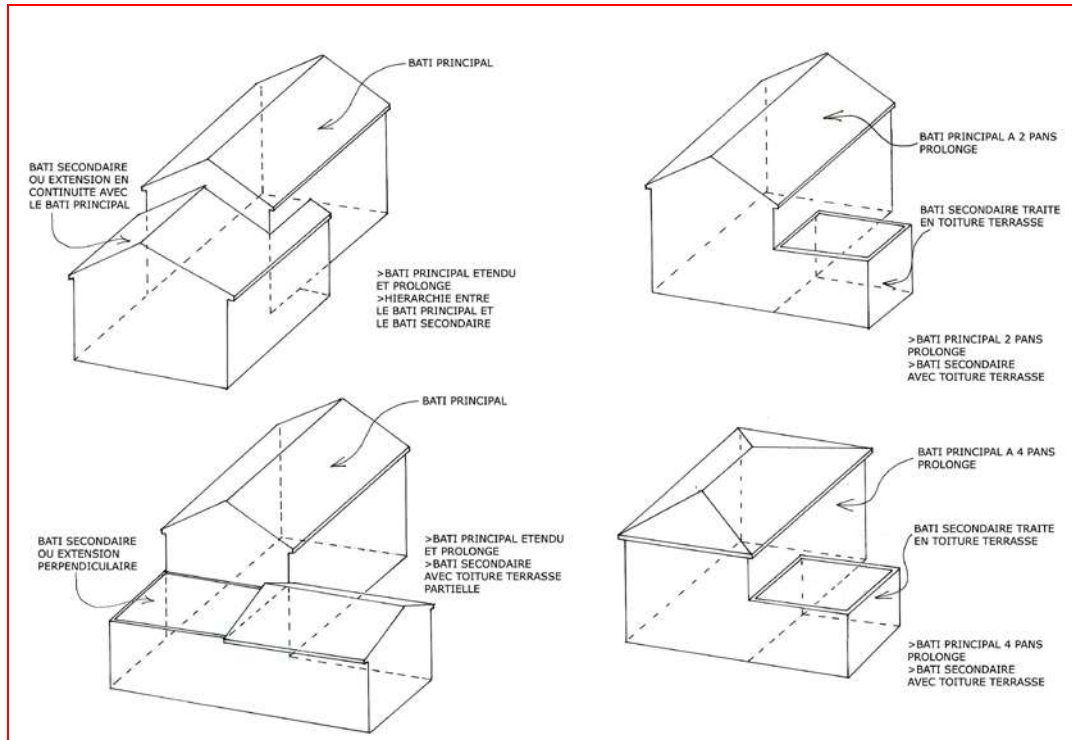 BATI PRINCIPAL
BATI SECONDAIRE
OU EXTENSION EN
CONTINUITE AVEC
LE BATI PRINCIPAL
>BATI PRINCIPAL ETENDU
ET PROLONGE
>HIERARCHIE ENTRE
LE BATI PRINCIPAL ET
LE BATI SECONDAIRE
BATI PRINCIPAL A 2 PANS
PROLONGE
BATI SECONDAIRE TRAITE
EN TOITURE TERRASSE
>BATI PRINCIPAL 2 PANS
PROLONGE
>BATI SECONDAIRE
AVEC TOITURE TERRASSE
BATI PRINCIPAL
BATI SECONDAIRE
OU EXTENSION
PERPENDICULAIRE
>BATI PRINCIPAL ETENDU
ET PROLONGE
>BATI SECONDAIRE
AVEC TOITURE TERRASSE
PARTIELLE
BATI PRINCIPAL A 4 PANS
PROLONGE
BATI SECONDAIRE TRAITE
EN TOITURE TERRASSE
>BATI PRINCIPAL 4 PANS
PROLONGE
>BATI SECONDAIRE
AVEC TOITURE TERRASSE